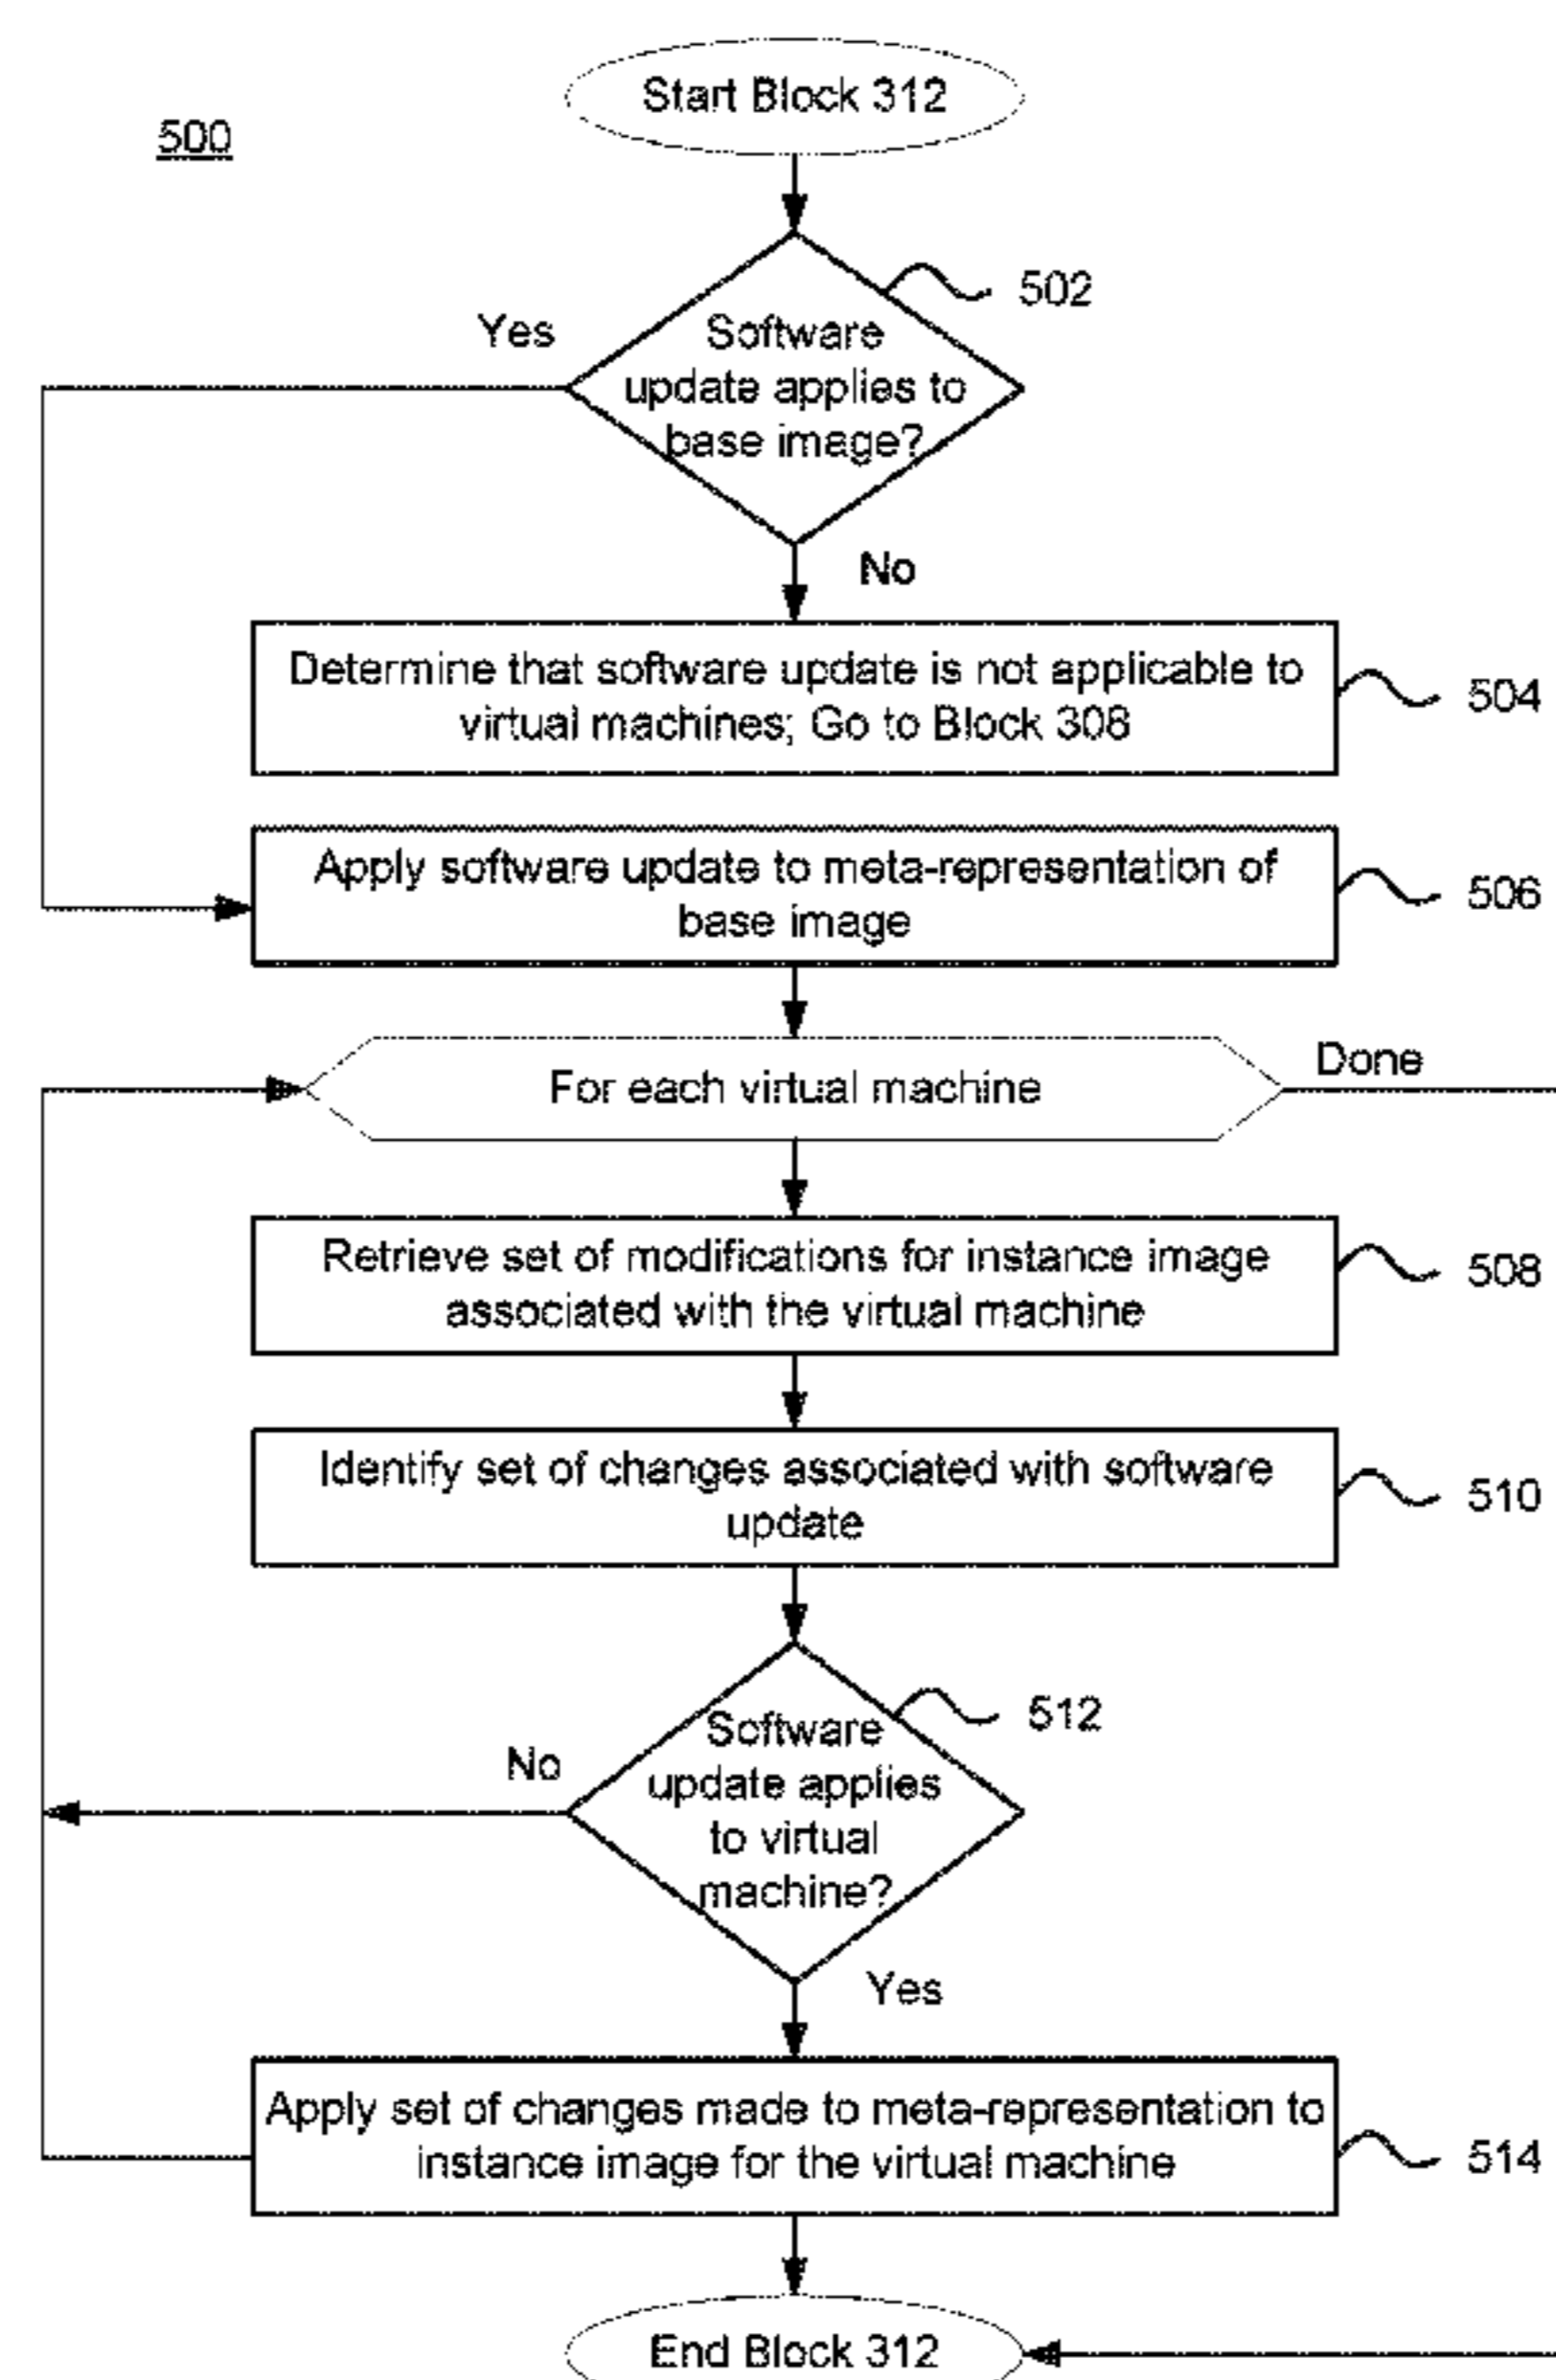 Start Block 312
500
502
Yes
Software
update applies to
base image?
No
Determine that software update is not applicable to
virtual machines; Go to Block 308
504
Apply software update to meta-representation of
base image
506
For each virtual machine
Done
Retrieve set of modifications for instance image
associated with the virtual machine
508
Identify set of changes associated with software
update
510
512
Software
update applies
to virtual
machine?
No
Yes
Apply set of changes made to meta-representation to
instance image for the virtual machine
514
End Block 312